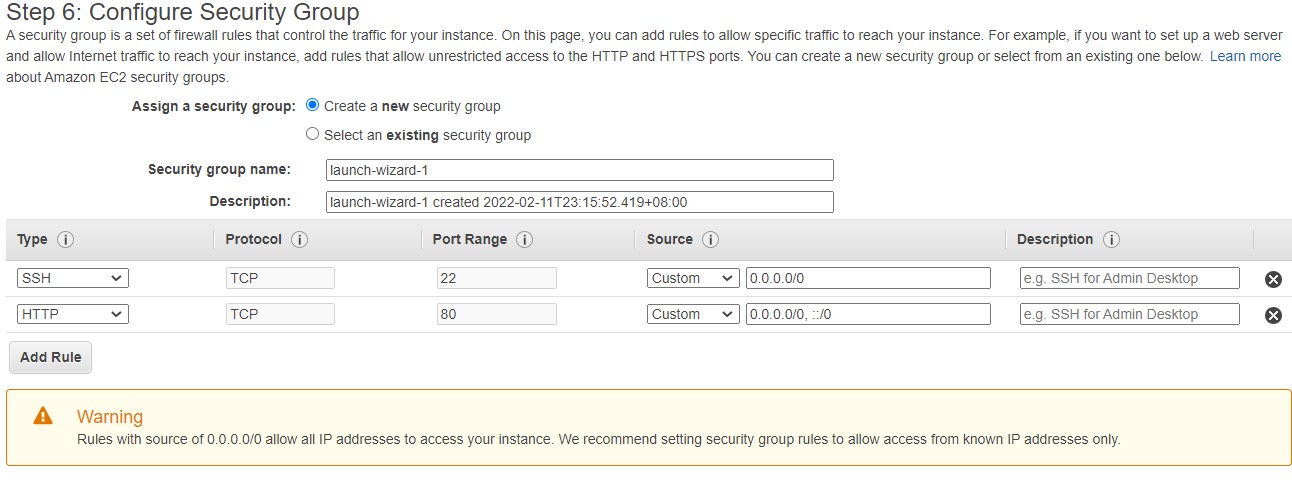 Step 6: Configure Security Group
A security group is a set of firewall rules that control the traffic for your instance. On this page, you can add rules to allow specific traffic to reach your instance. For example, if you want to set up a web server
and allow Internet traffic to reach your instance, add rules that allow unrestricted access to the HTTP and HTTPS ports. You can create a new security group or select from an existing one below. Learn more
about Amazon EC2 security groups.
Assign a security group: Create a new security group
Select an existing security group
Security group name: launch-wizard-1
Description: launch-wizard-1 created 2022-02-11T23:15:52.419+08:00
Type i Protocol i Port Range i Source i Description i
SSH TCP 22 Custom 0.0.0.0/0 e.g. SSH for Admin Desktop
HTTP TCP 80 Custom 0.0.0.0/0, ::/0 e.g. SSH for Admin Desktop
Add Rule
Warning
Rules with source of 0.0.0.0/0 allow all IP addresses to access your instance. We recommend setting security group rules to allow access from known IP addresses only.